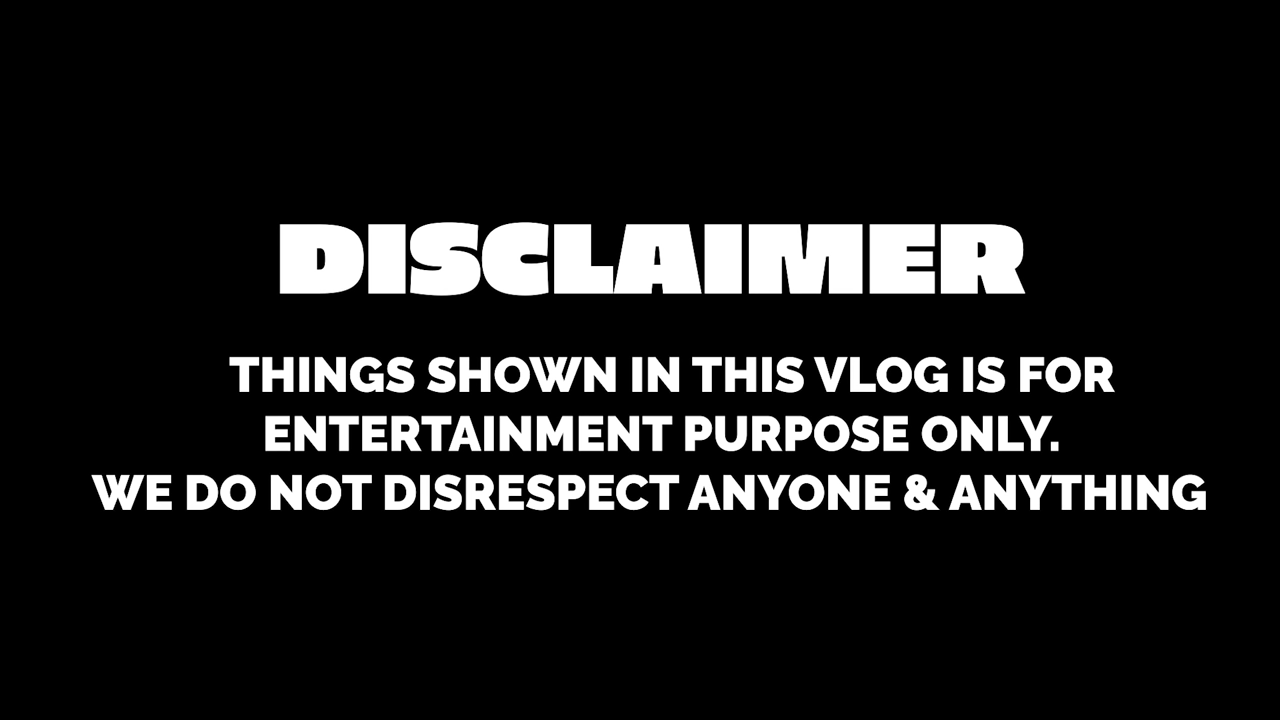 DISCLAIMER
THINGS SHOWN IN THIS VLOG IS FOR
ENTERTAINMENT PURPOSE ONLY.
WE DO NOT DISRESPECT ANYONE & ANYTHING